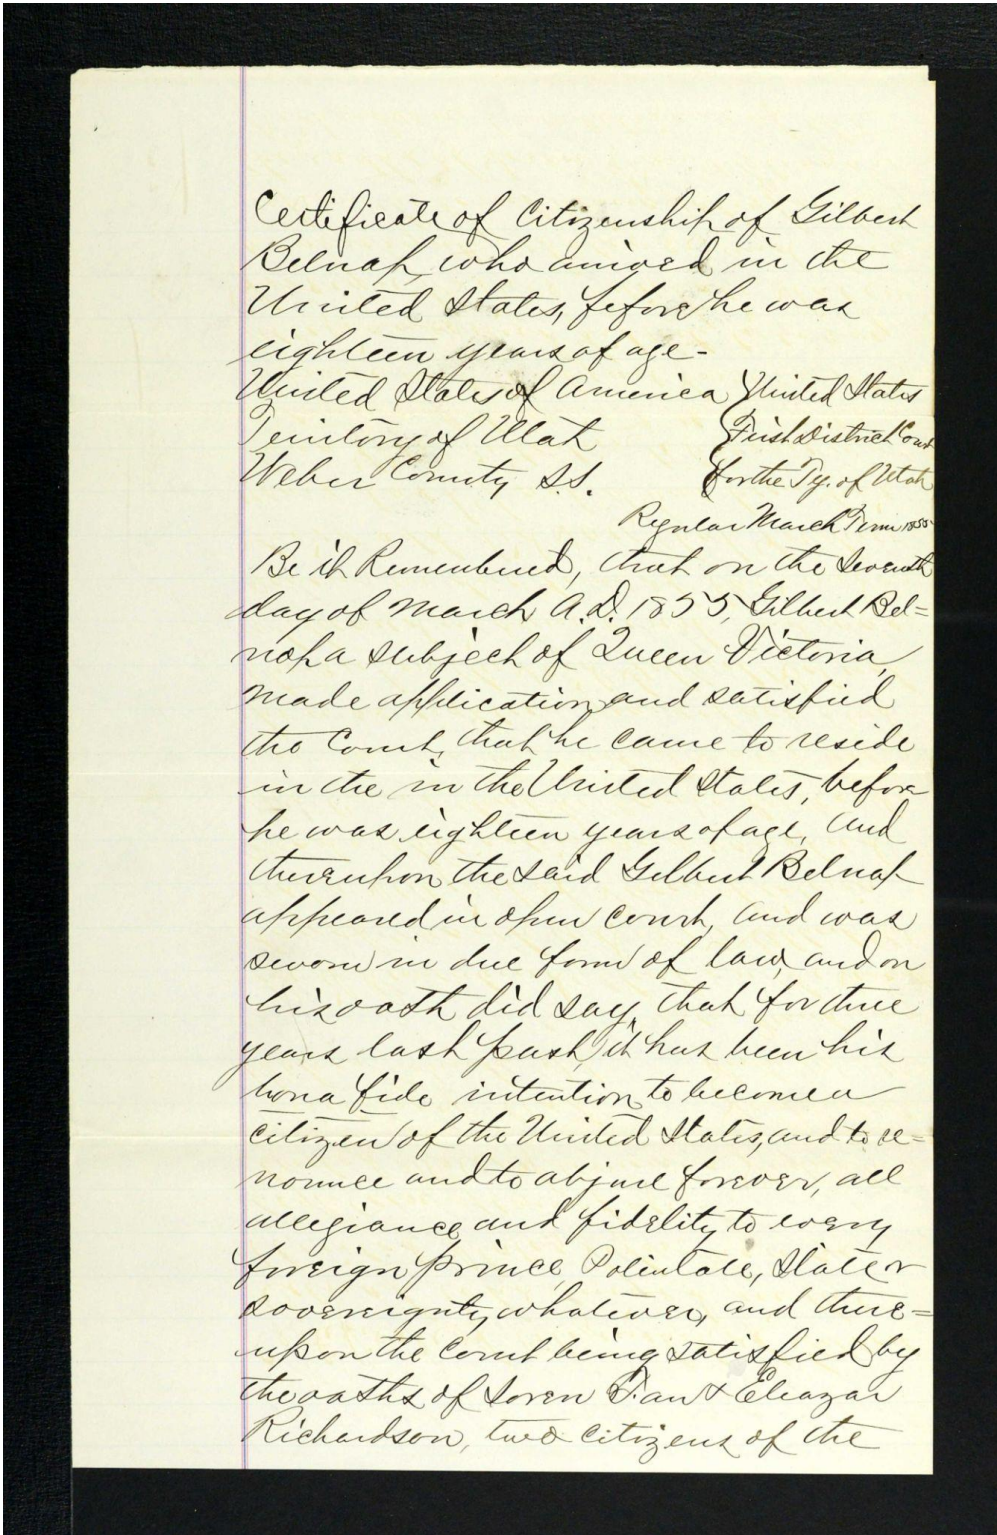 Certificate of Citizenship of Gilbert
Belnap, who arrived in the
United States, before he was
eighteen years of age-
United States of America } United States
Territory of Utah } First District Court
Weber County S.S. } for the Ty. of Utah
Regular March Term 1855
Be it Remembered, that on the seventh
day of March A.D. 1855, Gilbert Bel=
nap a subject of Queen Victoria,
made application and satisfied
the Court, that he came to reside
in the in the United States, before
he was eighteen years of age, and
thereupon the said Gilbert Belnap
appeared in open court, and was
sworn in due form of law, and on
his oath did say, that for three
years last past, it has been his
bona fide intention to become a
citizen of the United States, and to re=
nounce and to abjure forever, all
allegiance and fidelity to every
foreign prince, Potentate, State or
sovereignty whatever, and there=
upon the Court being satisfied by
the oaths of & Eleazar
Richardson, two citizens of the